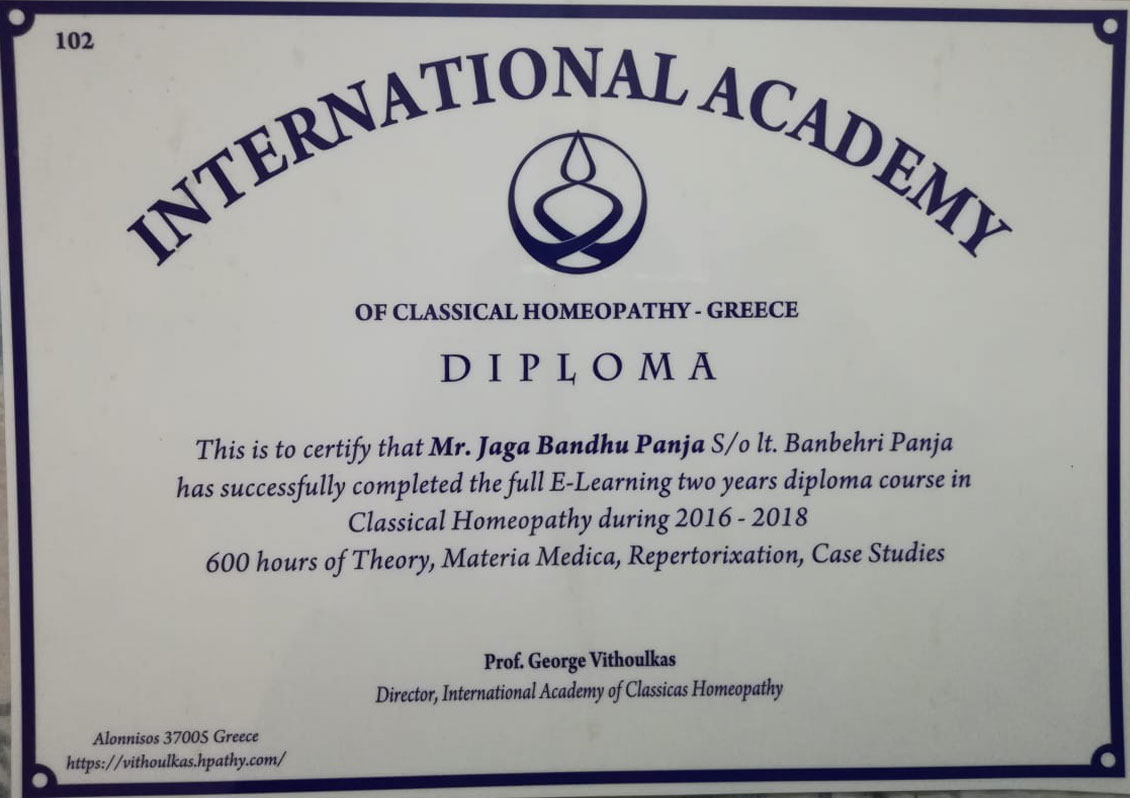 102
INTERNATIONAL ACADEMY
OF CLASSICAL HOMEOPATHY - GREECE
DIPLOMA
This is to certify that Mr. Jaga Bandhu Panja S/o lt. Banbehri Panja
has successfully completed the full E-Learning two years diploma course in
Classical Homeopathy during 2016 - 2018
600 hours of Theory, Materia Medica, Repertorixation, Case Studies
Prof. George Vithoulkas
Director, International Academy of Classicas Homeopathy
Alonnisos 37005 Greece
https://vithoulkas.hpathy.com/